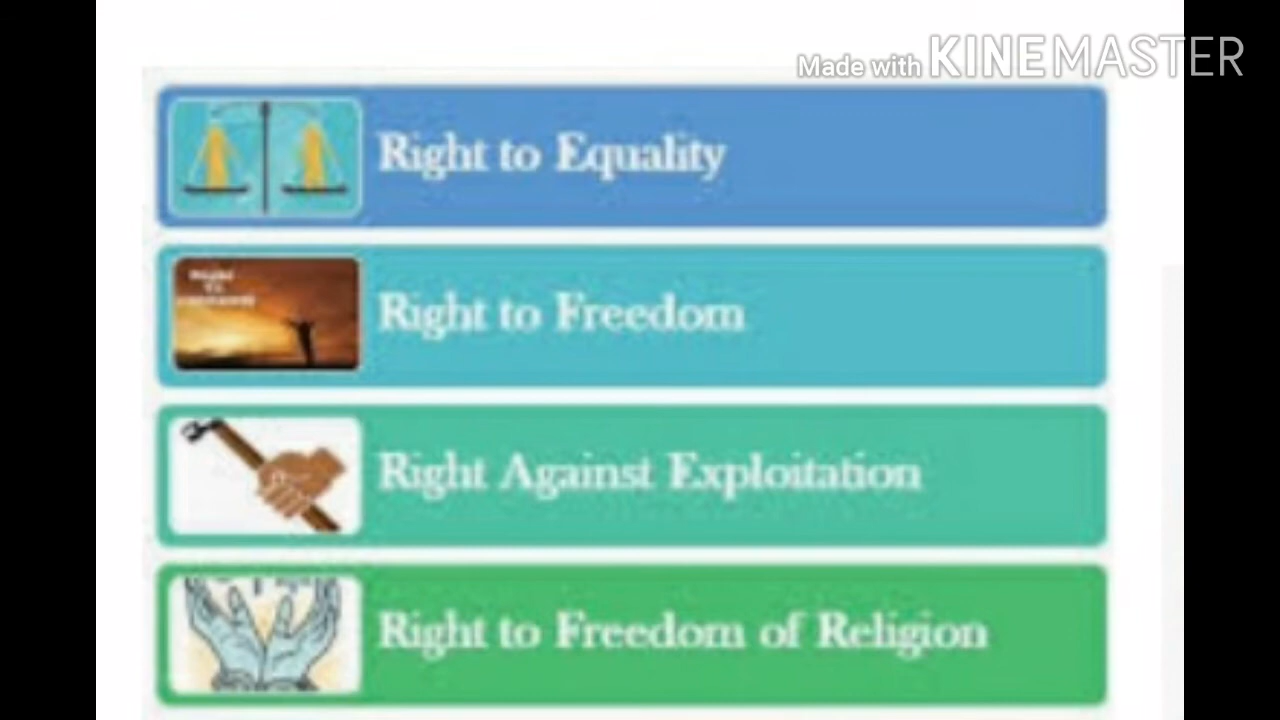 Made with KINEMASTER
Right to Equality
Right to Freedom
Right Against Exploitation
Right to Freedom of Religion